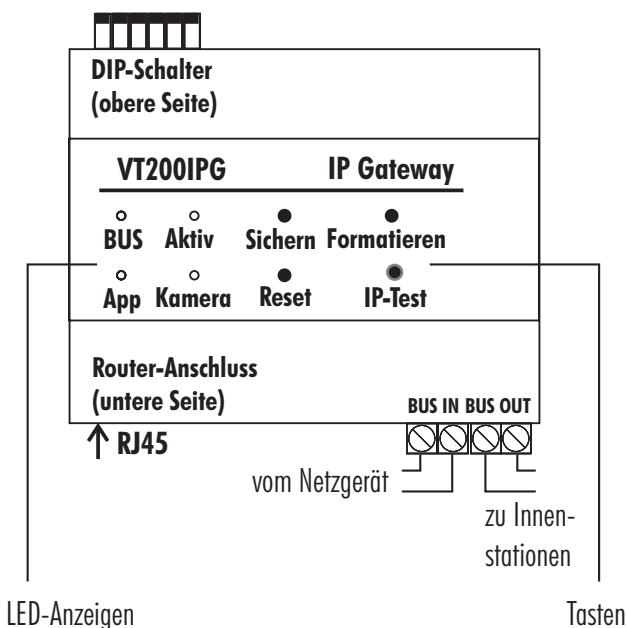 DIP-Schalter
(obere Seite)
VT200IPG IP Gateway
BUS Aktiv Sichern Formatieren
App Kamera Reset IP-Test
Router-Anschluss
(untere Seite)
BUS IN BUS OUT
RJ45
vom Netzgerät
zu Innen-
stationen
LED-Anzeigen
Tasten